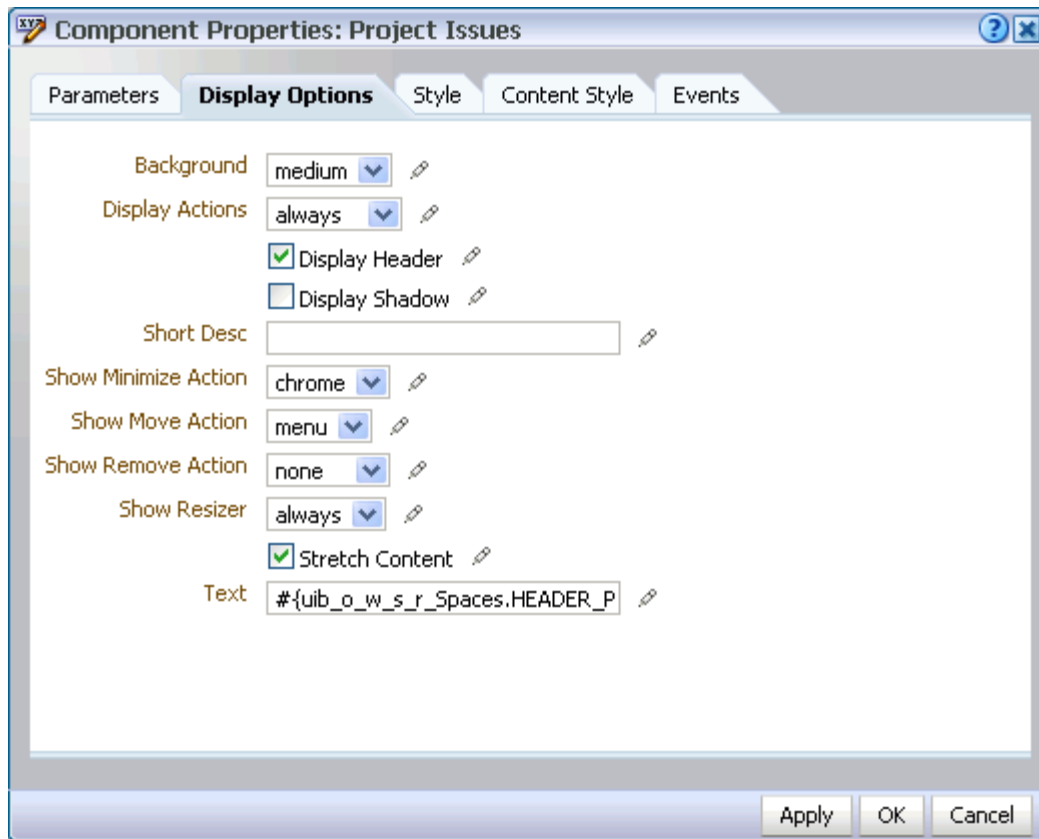 Component Properties: Project Issues
Parameters Display Options Style Content Style Events
Background medium
Display Actions always
Display Header
Display Shadow
Short Desc
Show Minimize Action chrome
Show Move Action menu
Show Remove Action none
Show Resizer always
Stretch Content
Text #{uib_o_w_s_r_Spaces.HEADER_P
Apply OK Cancel